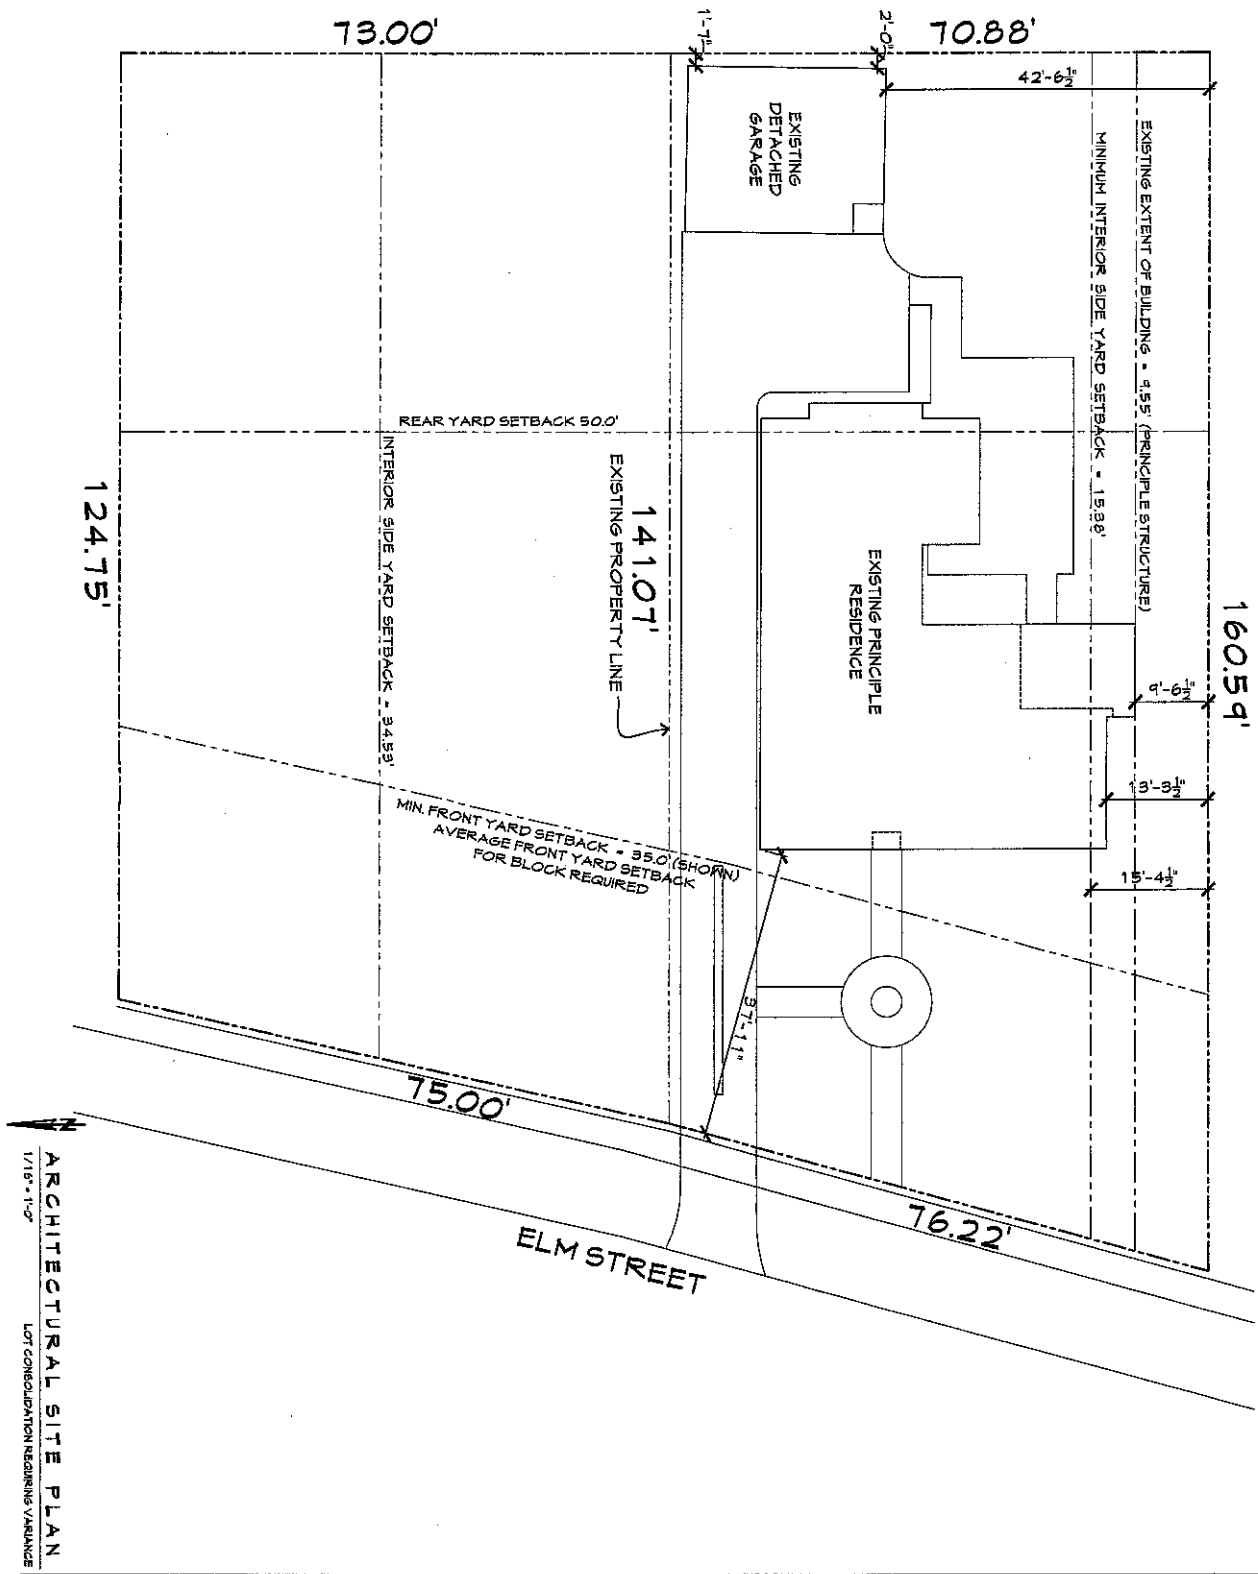 73.00'
1'-7"
2'-0"
70.88'
42'-6½"
EXISTING
DETACHED
GARAGE
EXISTING EXTENT OF BUILDING = 9.55' (PRINCIPLE STRUCTURE)
MINIMUM INTERIOR SIDE YARD SETBACK = 15.38'
REAR YARD SETBACK 50.0'
INTERIOR SIDE YARD SETBACK = 34.53'
124.75'
141.07'
EXISTING PROPERTY LINE
EXISTING PRINCIPLE
RESIDENCE
160.59'
9'-6½"
13'-3½"
15'-4½"
MIN. FRONT YARD SETBACK = 35.0' (SHOWN)
AVERAGE FRONT YARD SETBACK
FOR BLOCK REQUIRED
37'-11"
75.00'
76.22'
ELM STREET
N
ARCHITECTURAL SITE PLAN
1/16" = 1'-0"
LOT CONSOLIDATION REQUIRING VARIANCE